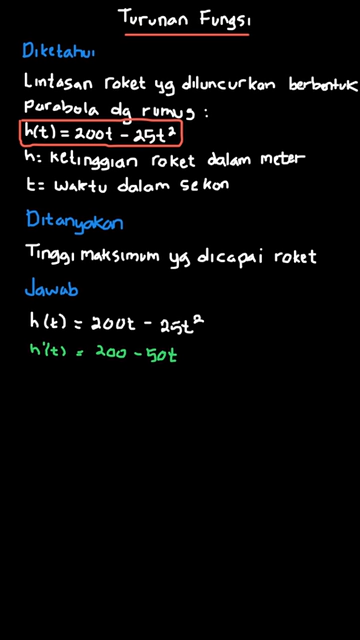 Turunan Fungsi
Diketahui
Lintasan roket yg diluncurkan berbentuk
Parabola dg rumus :
h(t) = 200t - 25t²
h = Ketinggian roket dalam meter
t = waktu dalam sekon
Ditanyakan
Tinggi maksimum yg dicapai roket
Jawab
h(t) = 200t - 25t²
h'(t) = 200 - 50t